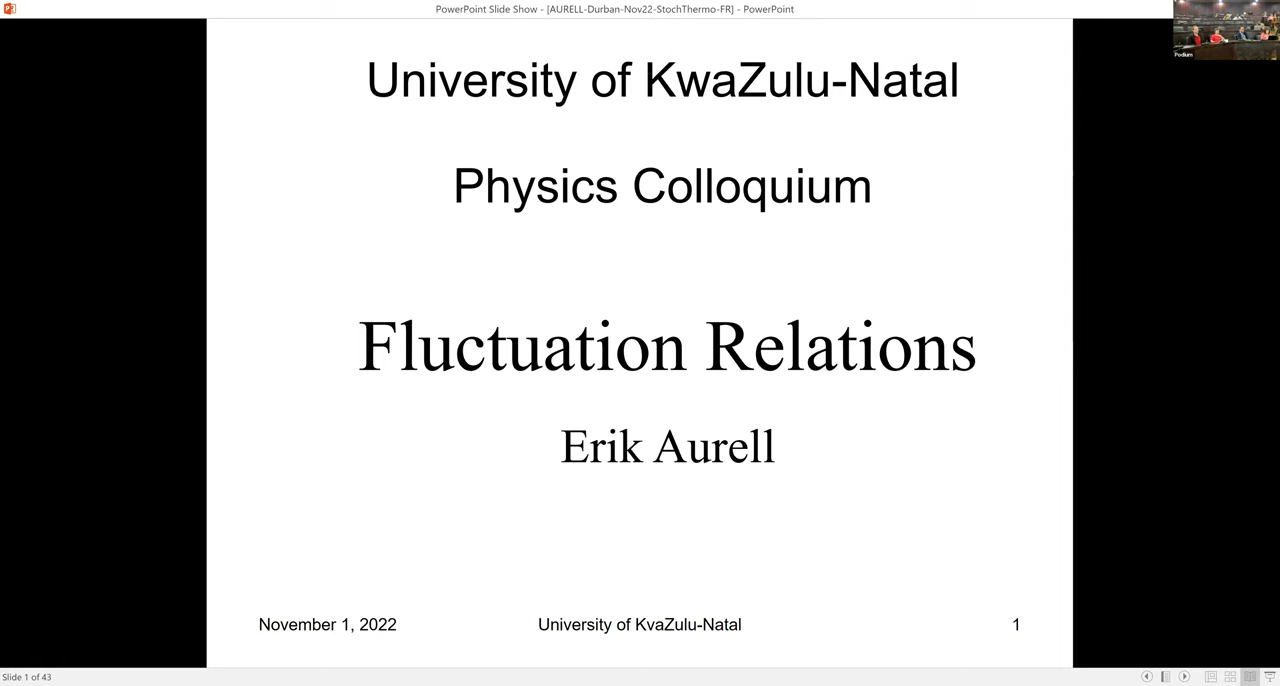 PowerPoint Slide Show - [AURELL-Durban-Nov22-StochThermo-FR] - PowerPoint
Podium
University of KwaZulu-Natal
Physics Colloquium
Fluctuation Relations
Erik Aurell
November 1, 2022 University of KvaZulu-Natal 1
Slide 1 of 43